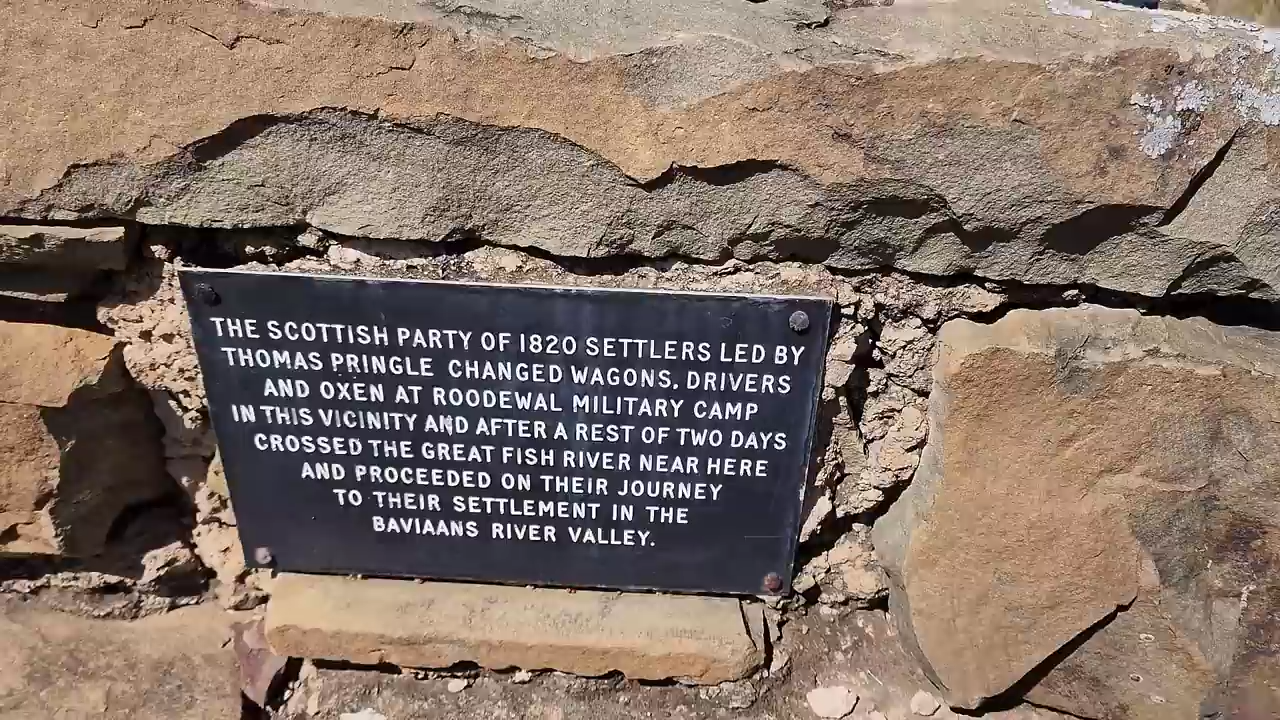 THE SCOTTISH PARTY OF 1820 SETTLERS LED BY
THOMAS PRINGLE CHANGED WAGONS, DRIVERS
AND OXEN AT ROODEWAL MILITARY CAMP
IN THIS VICINITY AND AFTER A REST OF TWO DAYS
CROSSED THE GREAT FISH RIVER NEAR HERE
AND PROCEEDED ON THEIR JOURNEY
TO THEIR SETTLEMENT IN THE
BAVIAANS RIVER VALLEY.